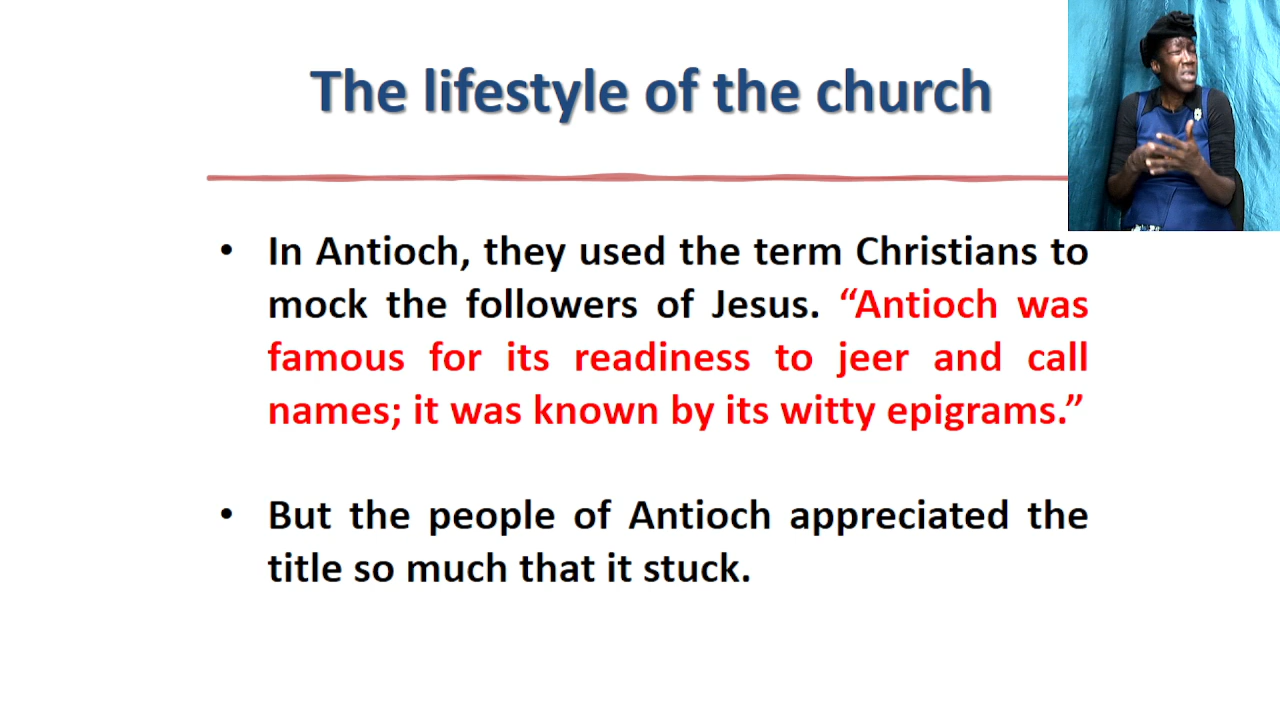 The lifestyle of the church
• In Antioch, they used the term Christians to
mock the followers of Jesus. “Antioch was
famous for its readiness to jeer and call
names; it was known by its witty epigrams.”
• But the people of Antioch appreciated the
title so much that it stuck.